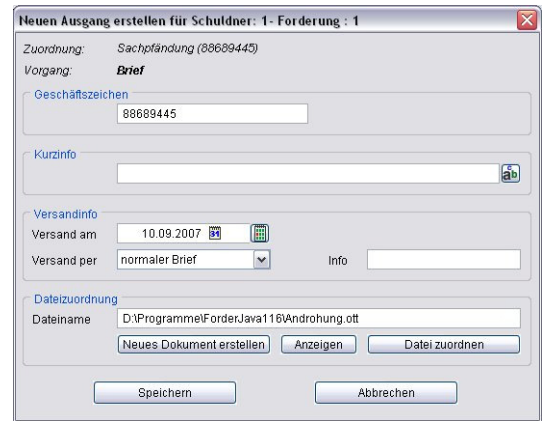 Neuen Ausgang erstellen für Schuldner: 1- Forderung : 1
Zuordnung: Sachpfändung (88689445)
Vorgang: Brief
Geschäftszeichen
88689445
Kurzinfo
Versandinfo
Versand am 10.09.2007
Versand per normaler Brief Info
Dateizuordnung
Dateiname D:\Programme\ForderJava116\Androhung.ott
Neues Dokument erstellen Anzeigen Datei zuordnen
Speichern Abbrechen